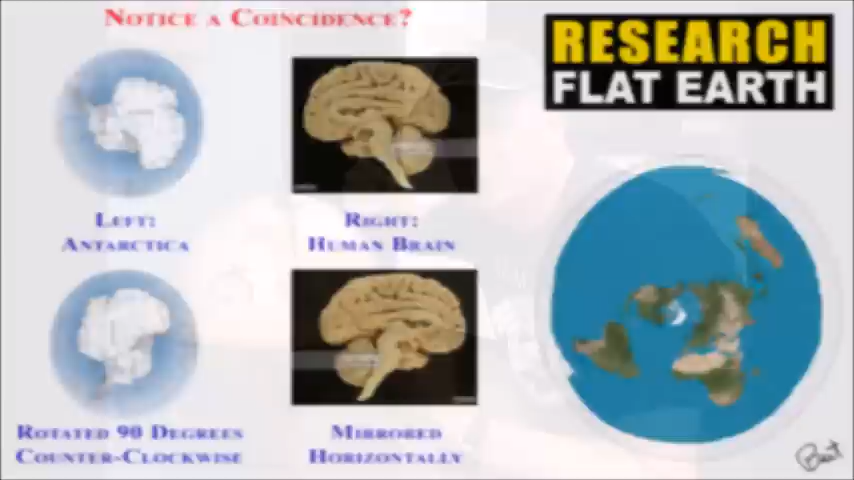 NOTICE A COINCIDENCE?
RESEARCH
FLAT EARTH
LEFT:
ANTARCTICA
RIGHT:
HUMAN BRAIN
ROTATED 90 DEGREES
COUNTER-CLOCKWISE
MIRRORED
HORIZONTALLY